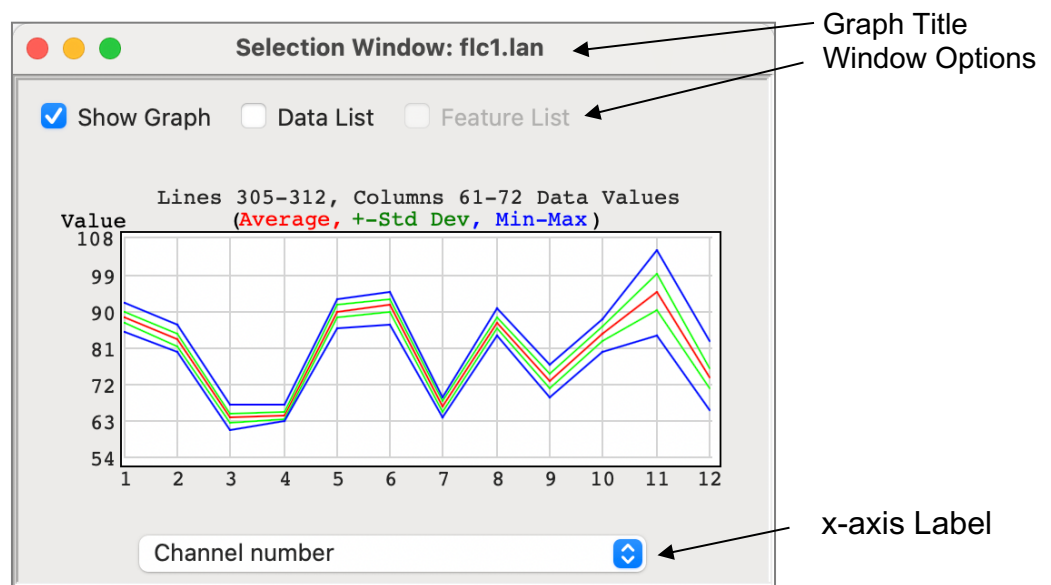 Graph Title
Selection Window: flc1.lan
Window Options
Show Graph Data List Feature List
Lines 305-312, Columns 61-72 Data Values
Value (Average, +-Std Dev, Min-Max)
108
99
90
81
72
63
54
1 2 3 4 5 6 7 8 9 10 11 12
x-axis Label
Channel number